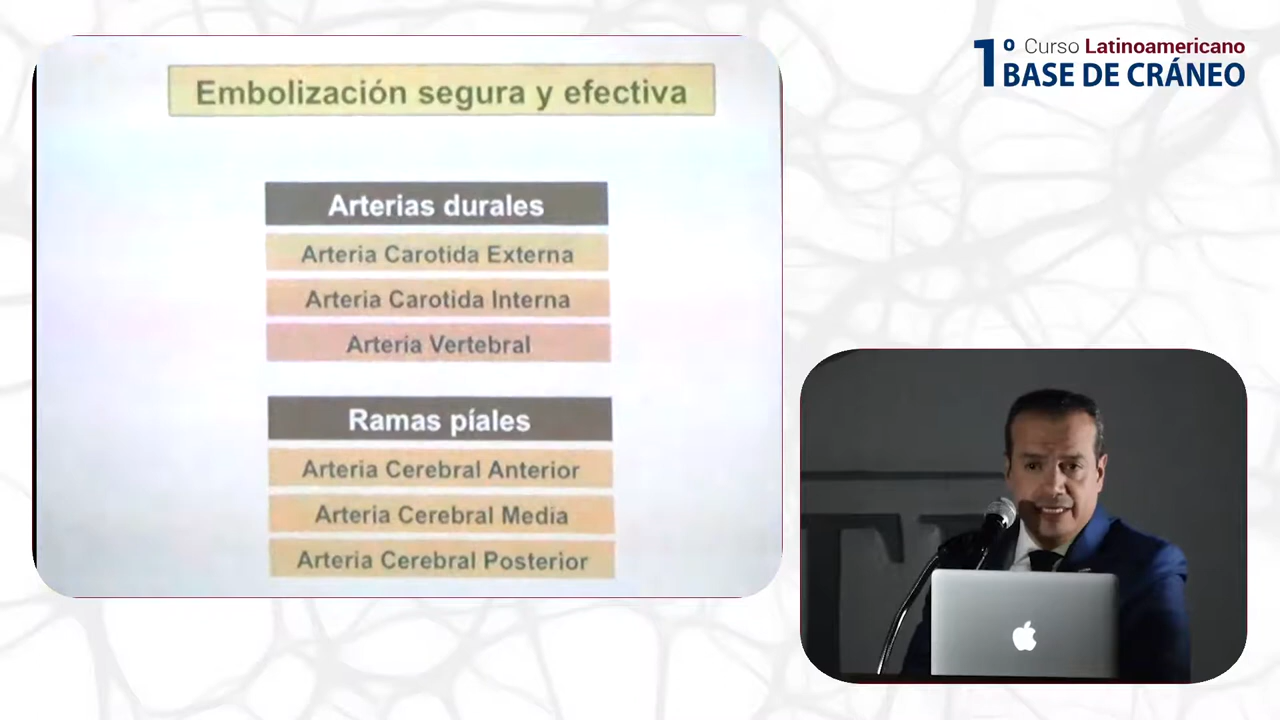 Embolización segura y efectiva
Arterias durales
Arteria Carotida Externa
Arteria Carotida Interna
Arteria Vertebral
Ramas píales
Arteria Cerebral Anterior
Arteria Cerebral Media
Arteria Cerebral Posterior
1º Curso Latinoamericano
BASE DE CRÁNEO